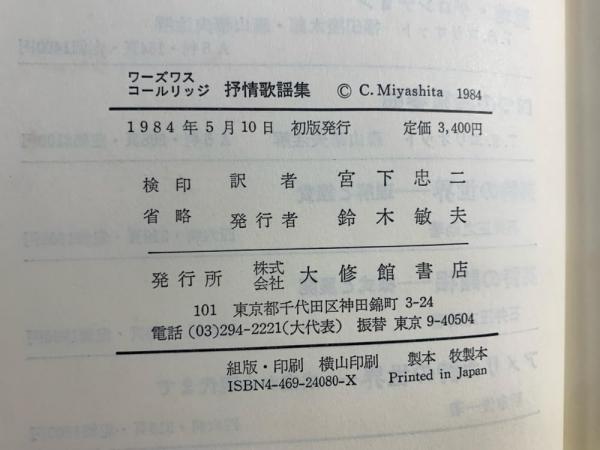 ワーズワス
コールリッジ 抒情歌謡集 © C. Miyashita 1984
1984年5月10日 初版発行 定価 3,400円
検印 訳者 宮下忠二
省略 発行者 鈴木敏夫
発行所 株式会社 大修館書店
101 東京都千代田区神田錦町 3-24
電話 (03)294-2221(大代表) 振替 東京 9-40504
組版・印刷 横山印刷 製本 牧製本
ISBN4-469-24080-X Printed in Japan